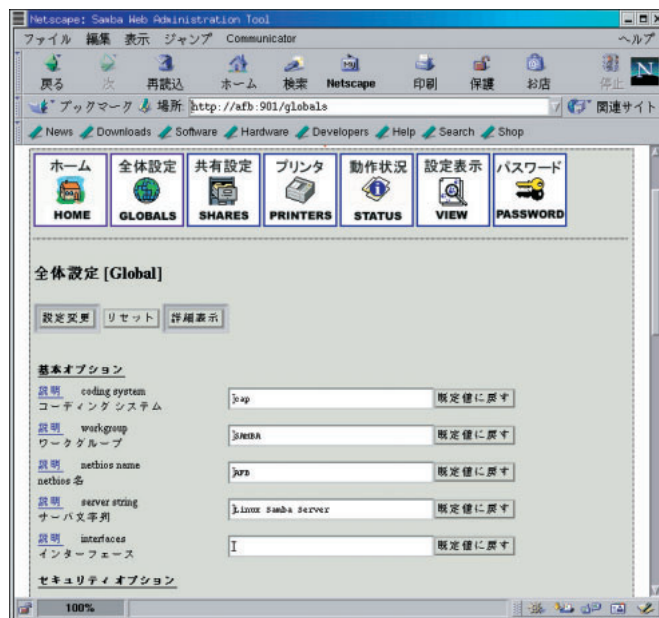 Netscape: Samba Web Administration Tool
ファイル 編集 表示 ジャンプ Communicator ヘルプ
戻る 次 再読込 ホーム 検索 Netscape 印刷 保護 お店 停止
ブックマーク 場所: http://afb:901/globals 関連サイト
News Downloads Software Hardware Developers Help Search Shop
ホーム 全体設定 共有設定 プリンタ 動作状況 設定表示 パスワード
HOME GLOBALS SHARES PRINTERS STATUS VIEW PASSWORD
全体設定 [Global]
設定変更 リセット 詳細表示
基本オプション
説明 coding system
コーディングシステム cap 既定値に戻す
説明 workgroup
ワークグループ SAMBA 既定値に戻す
説明 netbios name
netbios 名 AFB 既定値に戻す
説明 server string
サーバ文字列 Linux Samba Server 既定値に戻す
説明 interfaces
インターフェース 既定値に戻す
セキュリティオプション
100%